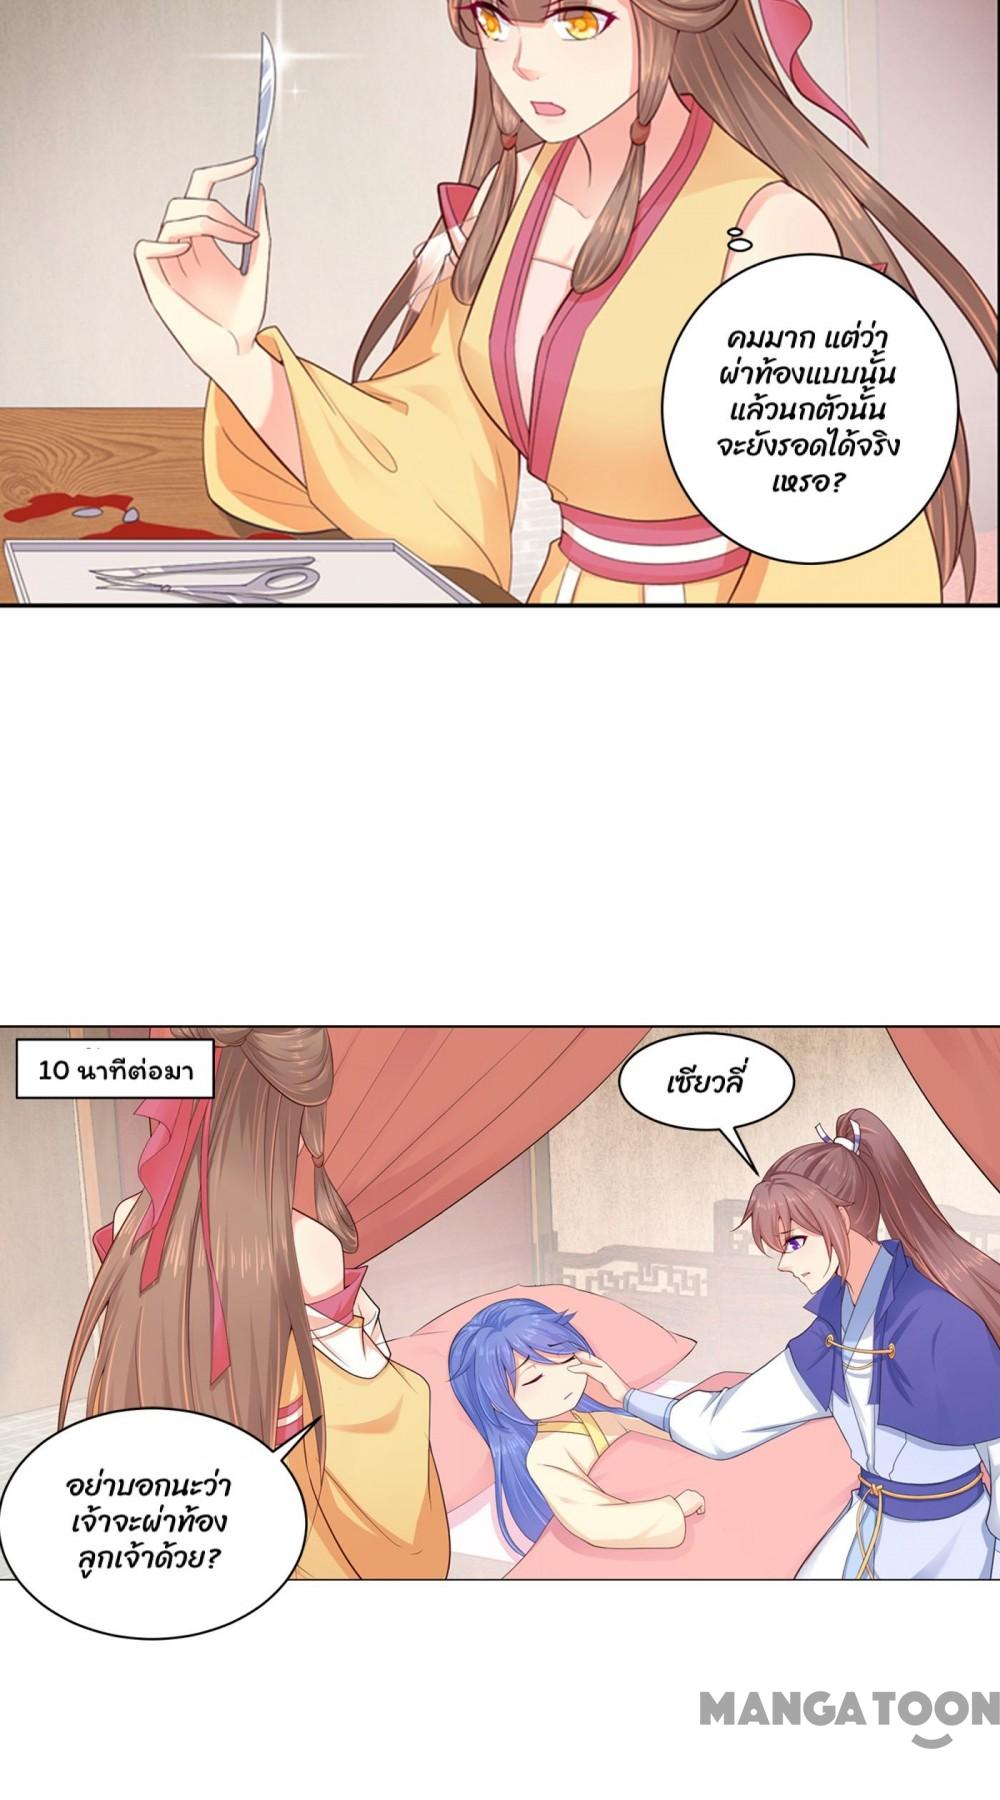 คมมาก แต่ว่า
ผ่าท้องแบบนั้น
แล้วนกตัวนั้น
จะยังรอดได้จริง
เหรอ?
10 นาทีต่อมา
เซียวลี่
อย่าบอกนะว่า
เจ้าจะผ่าท้อง
ลูกเจ้าด้วย?
MANGATOON